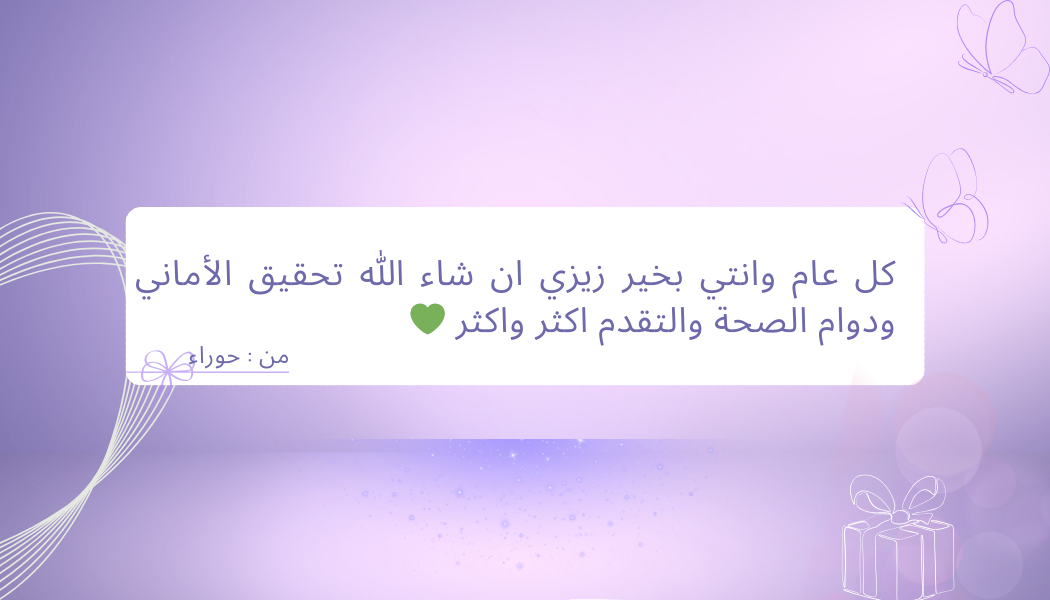 كل عام وانتي بخير زيزي ان شاء الله تحقيق الأماني
ودوام الصحة والتقدم اكثر واكثر 💚
من : حوراء